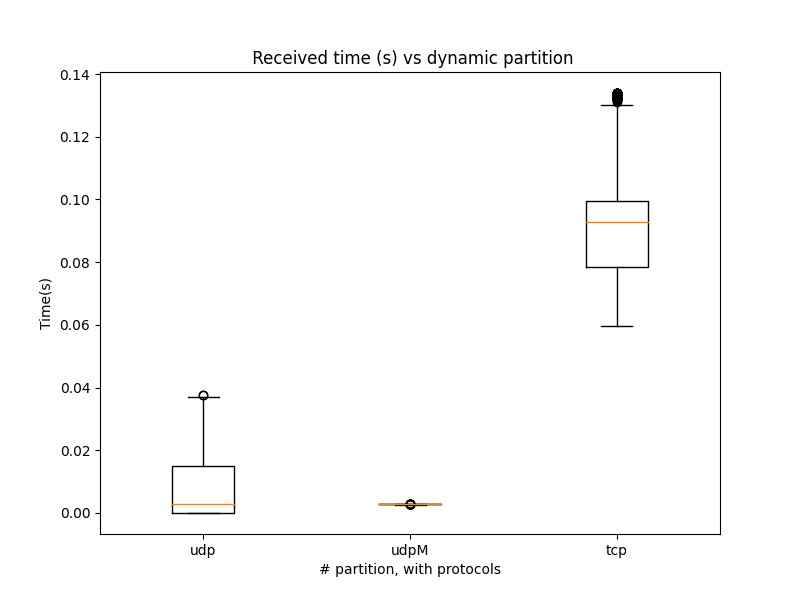 Received time (s) vs dynamic partition
0.14
0.12
0.10
0.08
0.06
0.04
0.02
0.00
Time(s)
udp udpM tcp
# partition, with protocols